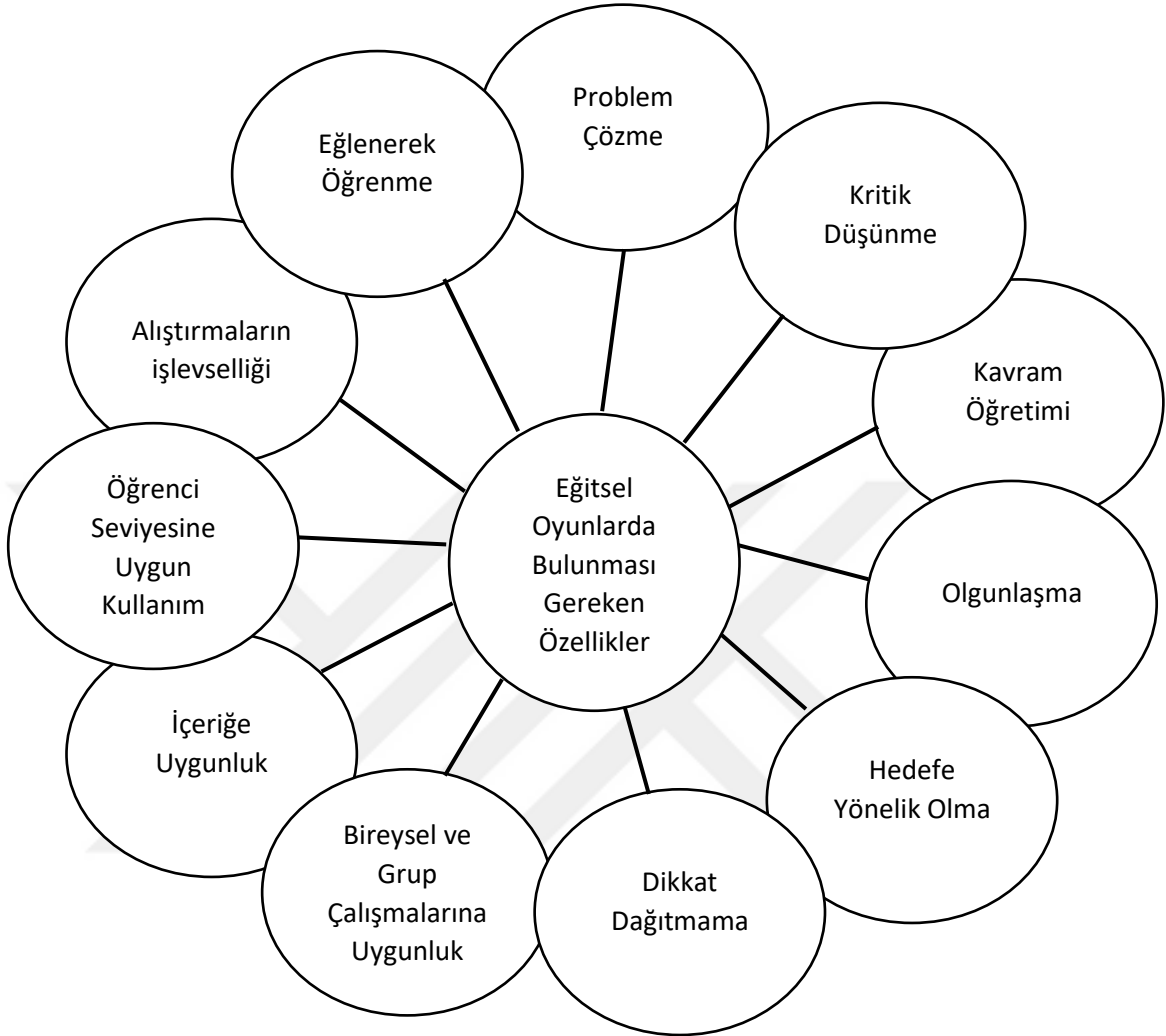 Problem
Çözme
Eğlenerek
Öğrenme
Kritik
Düşünme
Alıştırmaların
işlevselliği
Kavram
Öğretimi
Öğrenci
Seviyesine
Uygun
Kullanım
Eğitsel
Oyunlarda
Bulunması
Gereken
Özellikler
Olgunlaşma
İçeriğe
Uygunluk
Hedefe
Yönelik Olma
Bireysel ve
Grup
Çalışmalarına
Uygunluk
Dikkat
Dağıtmama